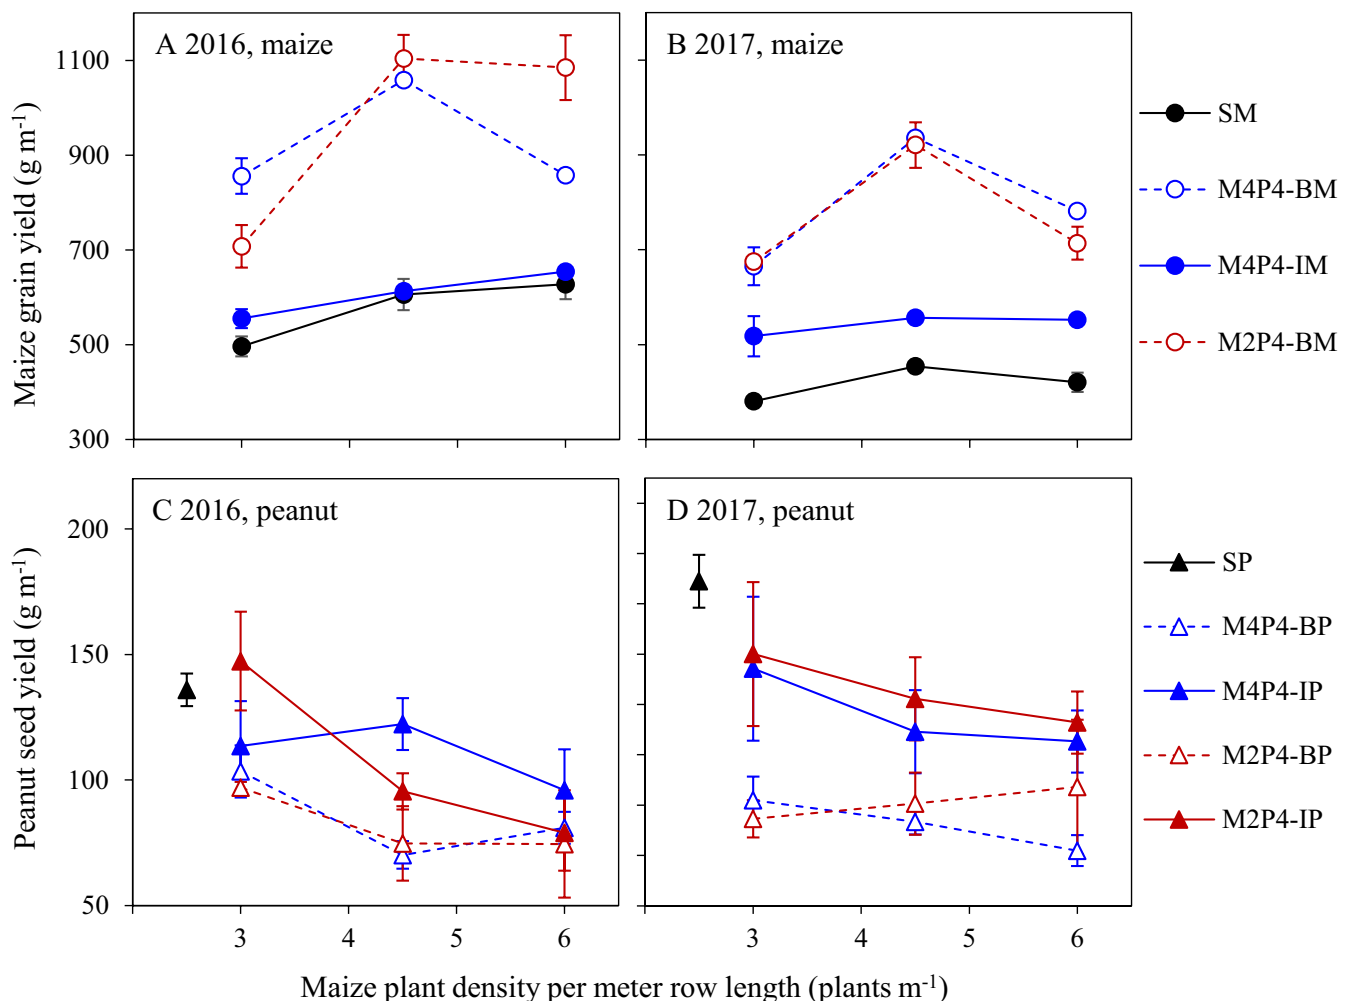 A 2016, maize
B 2017, maize
1100
900
700
500
300
Maize grain yield (g m⁻¹)
SM
M4P4-BM
M4P4-IM
M2P4-BM
C 2016, peanut
D 2017, peanut
200
150
100
50
Peanut seed yield (g m⁻¹)
SP
M4P4-BP
M4P4-IP
M2P4-BP
M2P4-IP
3 4 5 6
3 4 5 6
Maize plant density per meter row length (plants m⁻¹)